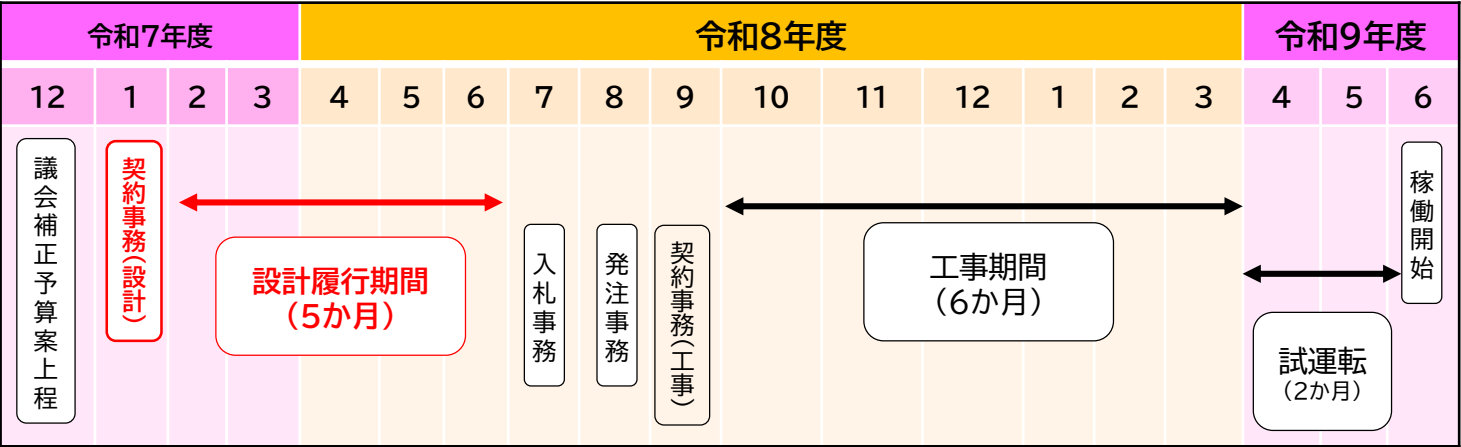 令和7年度
令和8年度
令和9年度
12 1 2 3 4 5 6 7 8 9 10 11 12 1 2 3 4 5 6
議会補正予算案上程
契約事務(設計)
設計履行期間
(5か月)
入札事務
発注事務
契約事務(工事)
工事期間
(6か月)
試運転
(2か月)
稼働開始